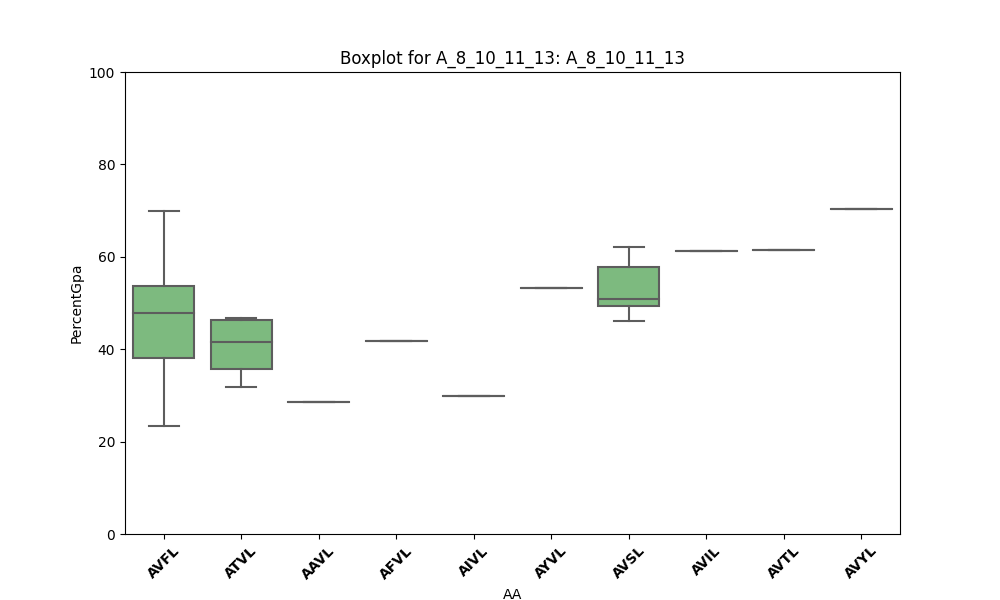 Boxplot for A_8_10_11_13: A_8_10_11_13
100
80
60
40
20
0
PercentGpa
AVFL
ATVL
AAVL
AFVL
AIVL
AYVL
AVSL
AVIL
AVTL
AVYL
AA